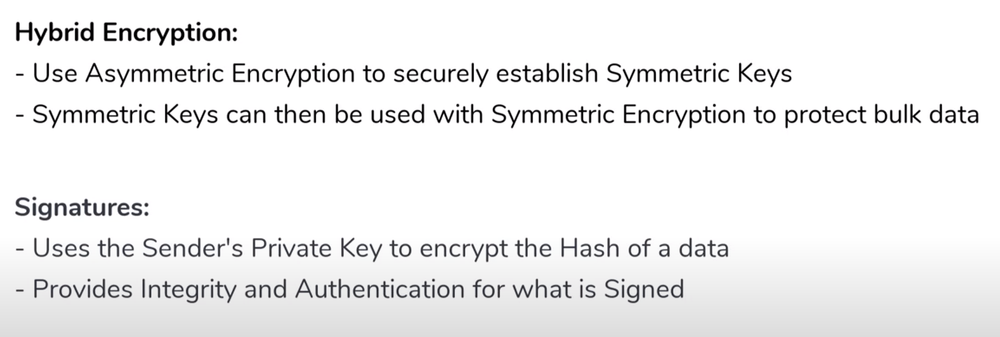 Hybrid Encryption:
- Use Asymmetric Encryption to securely establish Symmetric Keys
- Symmetric Keys can then be used with Symmetric Encryption to protect bulk data
Signatures:
- Uses the Sender's Private Key to encrypt the Hash of a data
- Provides Integrity and Authentication for what is Signed